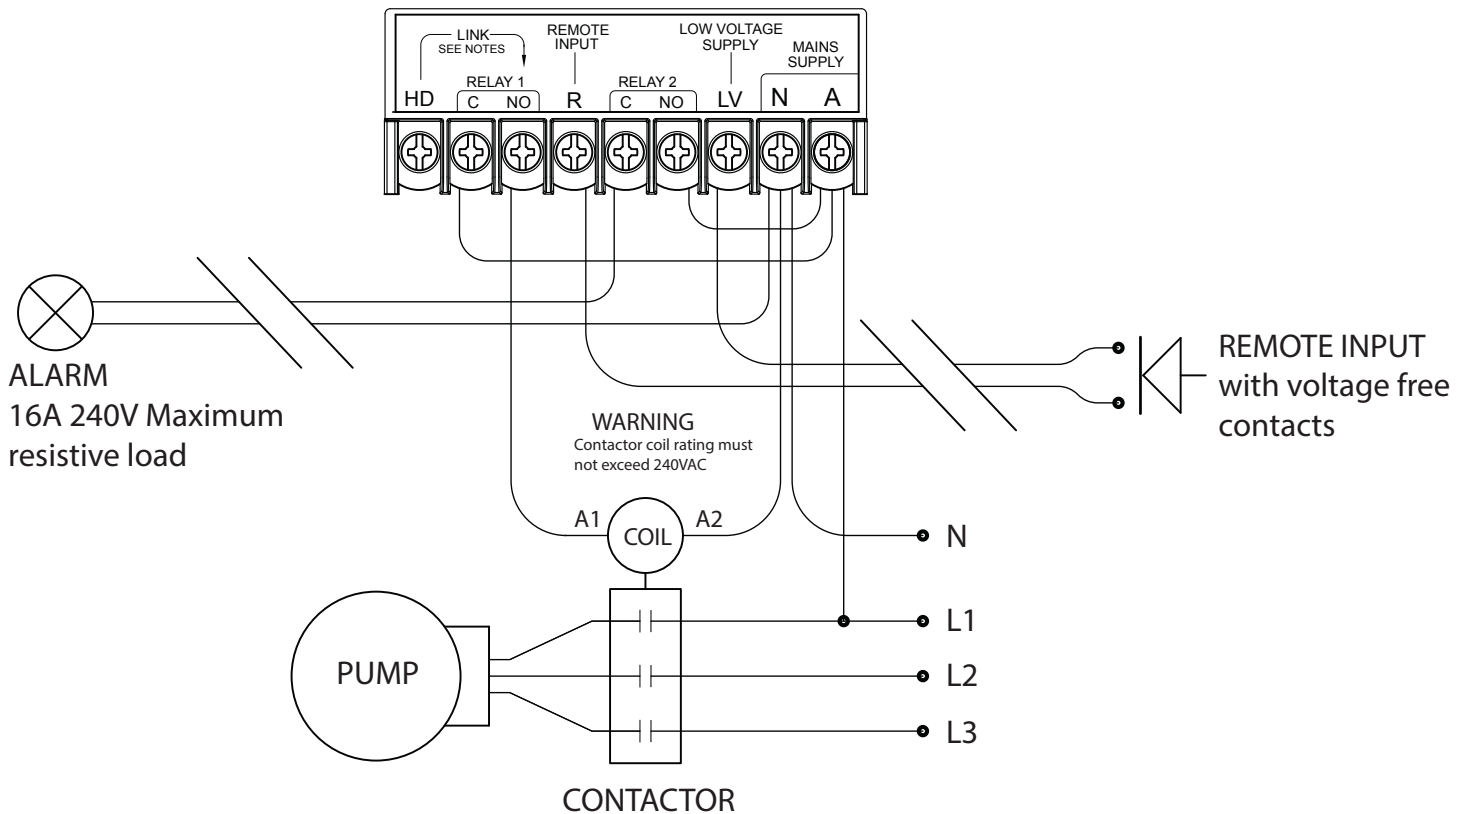 LINK
SEE NOTES
REMOTE
INPUT
LOW VOLTAGE
SUPPLY
MAINS
SUPPLY
RELAY 1
RELAY 2
HD
C
NO
R
C
NO
LV
N
A
ALARM
16A 240V Maximum
resistive load
REMOTE INPUT
with voltage free
contacts
WARNING
Contactor coil rating must
not exceed 240VAC
A1
COIL
A2
N
L1
PUMP
L2
L3
CONTACTOR